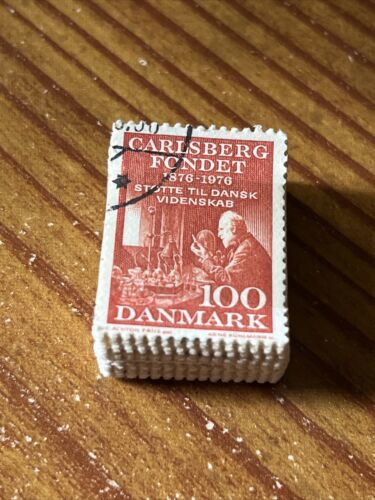 CARLSBERG
FONDET
1876-1976
STØTTE TIL DANSK
VIDENSKAB
100
DANMARK